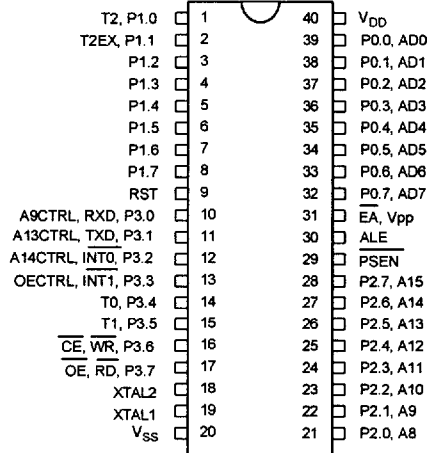 T2, P1.0 1 40 VDD
T2EX, P1.1 2 39 P0.0, AD0
P1.2 3 38 P0.1, AD1
P1.3 4 37 P0.2, AD2
P1.4 5 36 P0.3, AD3
P1.5 6 35 P0.4, AD4
P1.6 7 34 P0.5, AD5
P1.7 8 33 P0.6, AD6
RST 9 32 P0.7, AD7
A9CTRL, RXD, P3.0 10 31 EA, Vpp
A13CTRL, TXD, P3.1 11 30 ALE
A14CTRL, INT0, P3.2 12 29 PSEN
OECTRL, INT1, P3.3 13 28 P2.7, A15
T0, P3.4 14 27 P2.6, A14
T1, P3.5 15 26 P2.5, A13
CE, WR, P3.6 16 25 P2.4, A12
OE, RD, P3.7 17 24 P2.3, A11
XTAL2 18 23 P2.2, A10
XTAL1 19 22 P2.1, A9
VSS 20 21 P2.0, A8